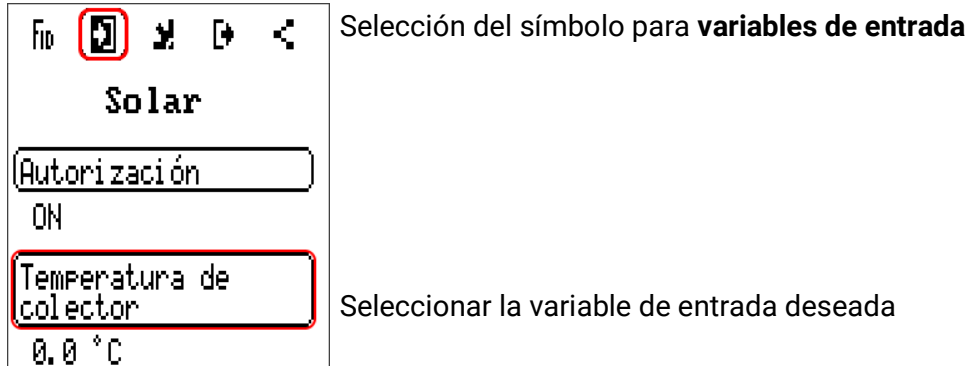 FID
Selección del símbolo para variables de entrada
Solar
Autorización
ON
Temperatura de
colector
Seleccionar la variable de entrada deseada
0.0 °C